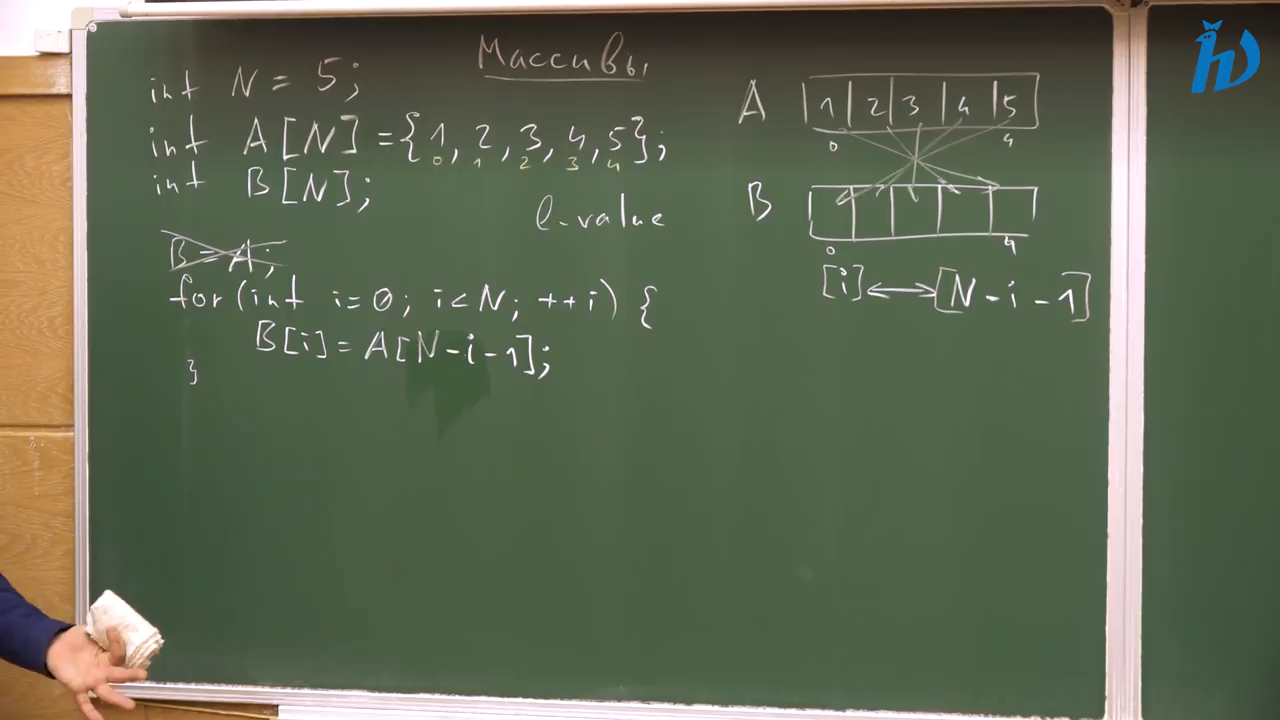 Массивы
int N = 5;
int A[N] = {1, 2, 3, 4, 5};
0 1 2 3 4
int B[N];
l-value
B = A;
for (int i=0; i<N; ++i) {
B[i] = A[N-i-1];
}
A 1 2 3 4 5
0 4
B
0 4
[i] ↔ [N-i-1]